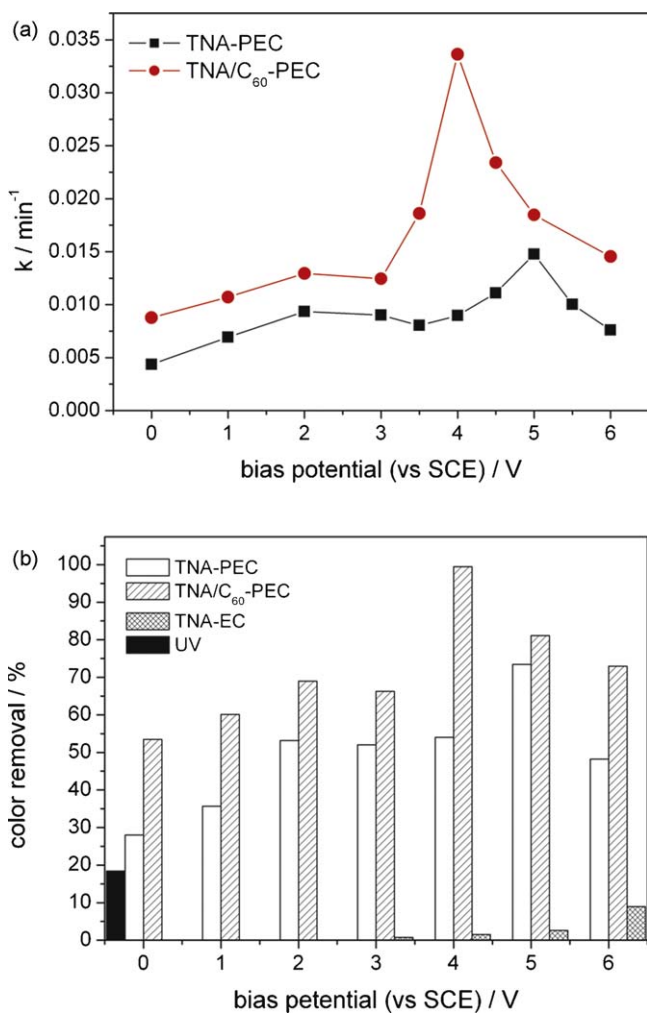 (a)
TNA-PEC
TNA/C₆₀-PEC
0.035
0.030
0.025
0.020
0.015
0.010
0.005
0.000
k / min⁻¹
0 1 2 3 4 5 6
bias potential (vs SCE) / V
(b)
TNA-PEC
TNA/C₆₀-PEC
TNA-EC
UV
100
90
80
70
60
50
40
30
20
10
0
color removal / %
0 1 2 3 4 5 6
bias petential (vs SCE) / V